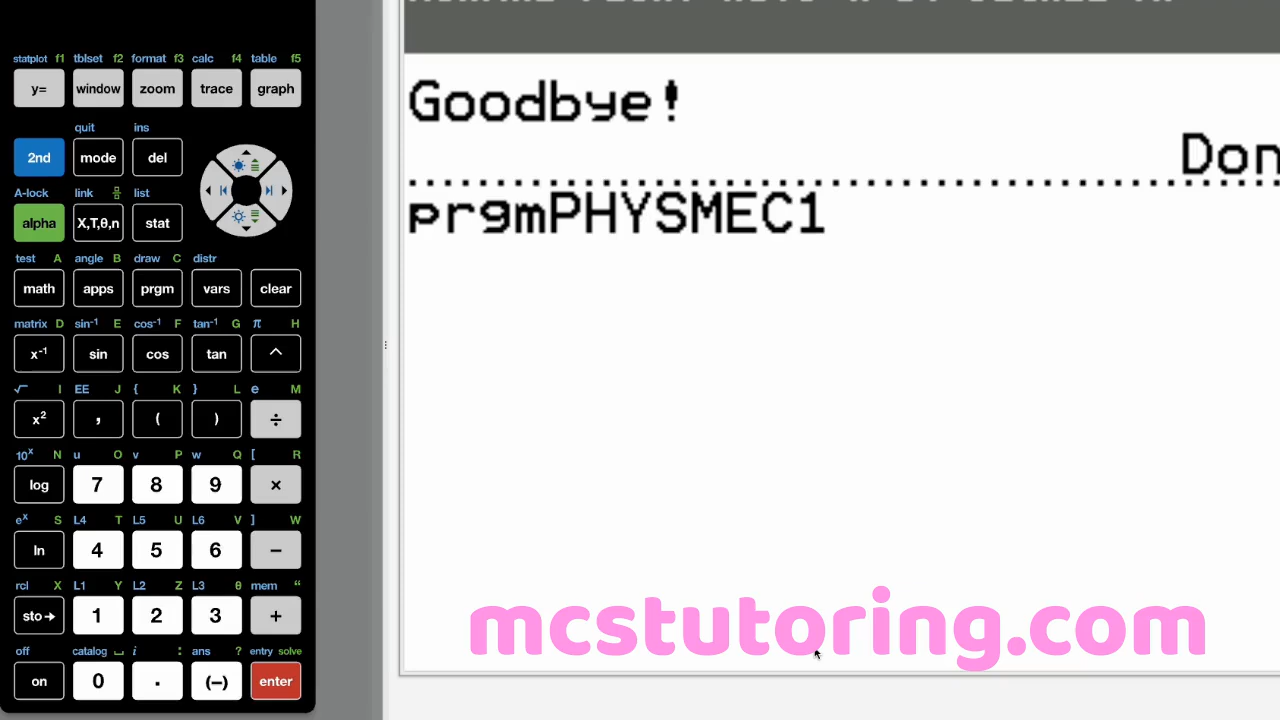 Goodbye!
Don
prgmPHYSMEC1
mcstutoring.com
statplot f1 tblset f2 format f3 calc f4 table f5
y= window zoom trace graph
quit ins
2nd mode del
A-lock link list
alpha X,T,θ,n stat
test A angle B draw C distr
math apps prgm vars clear
matrix D sin⁻¹ E cos⁻¹ F tan⁻¹ G π H
x⁻¹ sin cos tan ^
√ I EE J { K } L e M
x² , ( ) ÷
10ˣ N u O v P w Q [ R
log 7 8 9 ×
eˣ S L4 T L5 U L6 V ] W
ln 4 5 6 −
rcl X L1 Y L2 Z L3 θ mem “
sto→ 1 2 3 +
off catalog ⎵ i : ans ? entry solve
on 0 . (−) enter